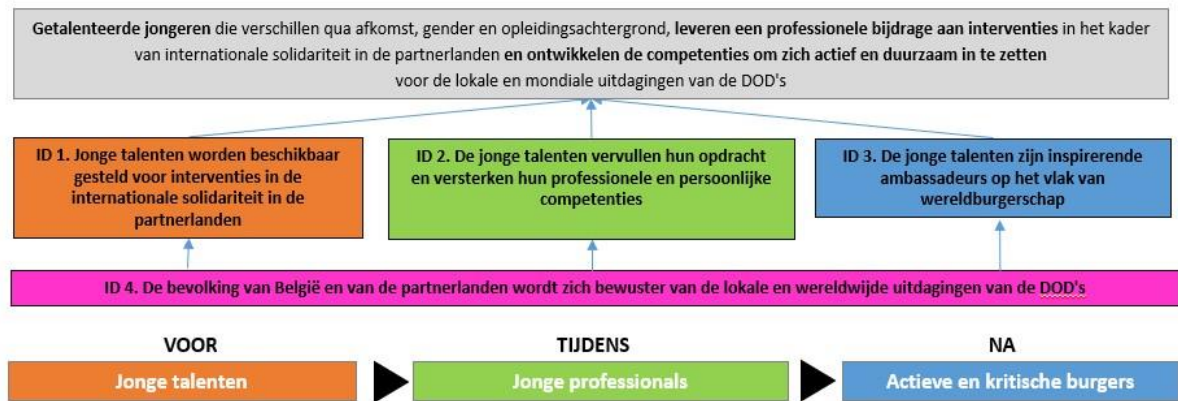 Getalenteerde jongeren die verschillen qua afkomst, gender en opleidingsachtergrond, leveren een professionele bijdrage aan interventies in het kader
van internationale solidariteit in de partnerlanden en ontwikkelen de competenties om zich actief en duurzaam in te zetten
voor de lokale en mondiale uitdagingen van de DOD's
ID 1. Jonge talenten worden beschikbaar
gesteld voor interventies in de
internationale solidariteit in de
partnerlanden
ID 2. De jonge talenten vervullen hun opdracht
en versterken hun professionele en persoonlijke
competenties
ID 3. De jonge talenten zijn inspirerende
ambassadeurs op het vlak van
wereldburgerschap
ID 4. De bevolking van België en van de partnerlanden wordt zich bewuster van de lokale en wereldwijde uitdagingen van de DOD's
VOOR
TIJDENS
NA
Jonge talenten
Jonge professionals
Actieve en kritische burgers